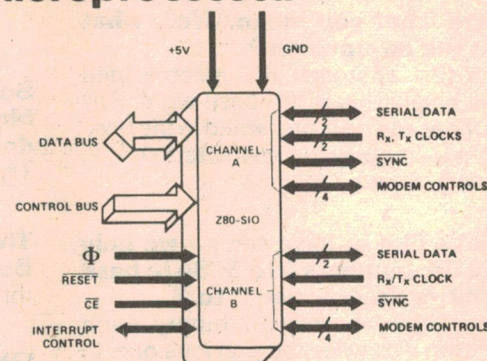 microprocessor
+5V GND
DATA BUS
CONTROL BUS
Φ
RESET
CE
INTERRUPT
CONTROL
CHANNEL
A
Z80-SIO
CHANNEL
B
2 SERIAL DATA
2 Rx, Tx CLOCKS
SYNC
4 MODEM CONTROLS
2 SERIAL DATA
Rx/Tx CLOCK
SYNC
4 MODEM CONTROLS